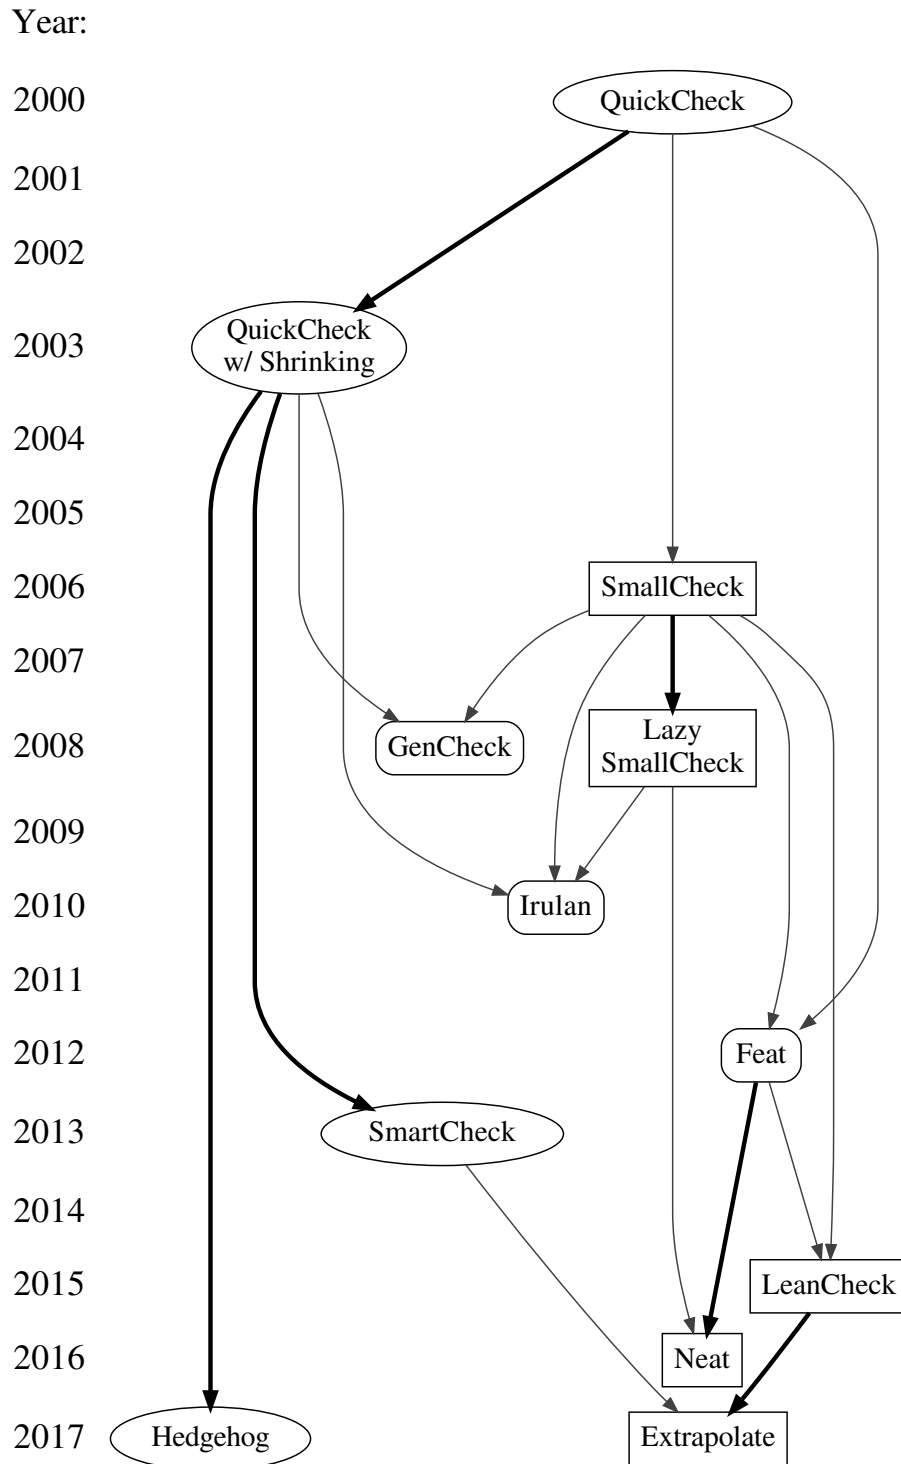 Year:
2000
QuickCheck
2001
2002
QuickCheck
w/ Shrinking
2003
2004
2005
2006
SmallCheck
2007
2008
GenCheck
Lazy
SmallCheck
2009
2010
Irulan
2011
2012
Feat
2013
SmartCheck
2014
2015
LeanCheck
2016
Neat
2017
Hedgehog
Extrapolate